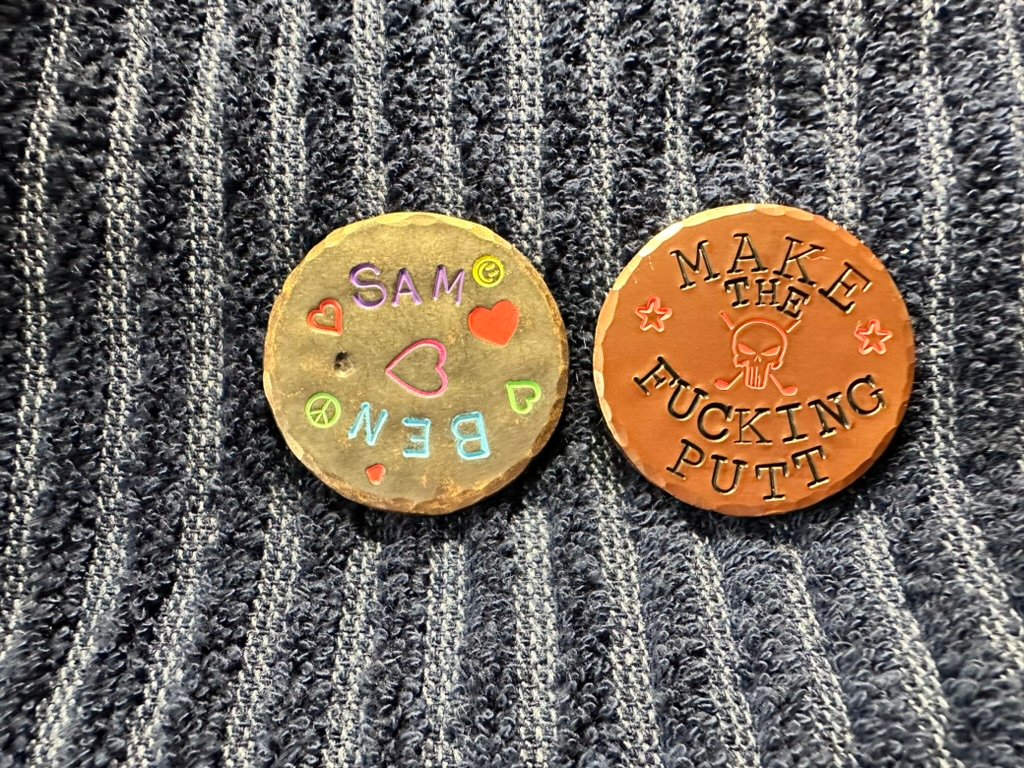 SAM
BEN
MAKE
THE
FUCKING
PUTT